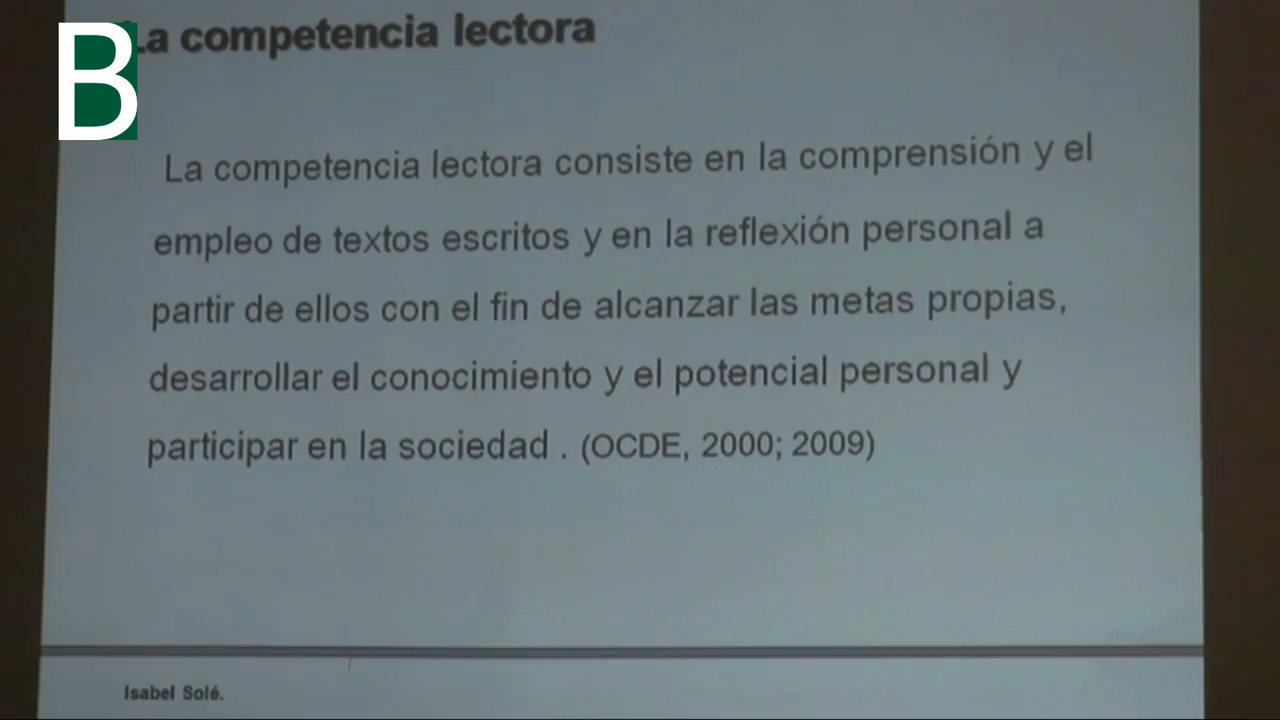 B
La competencia lectora
La competencia lectora consiste en la comprensión y el
empleo de textos escritos y en la reflexión personal a
partir de ellos con el fin de alcanzar las metas propias,
desarrollar el conocimiento y el potencial personal y
participar en la sociedad . (OCDE, 2000; 2009)
Isabel Solé.